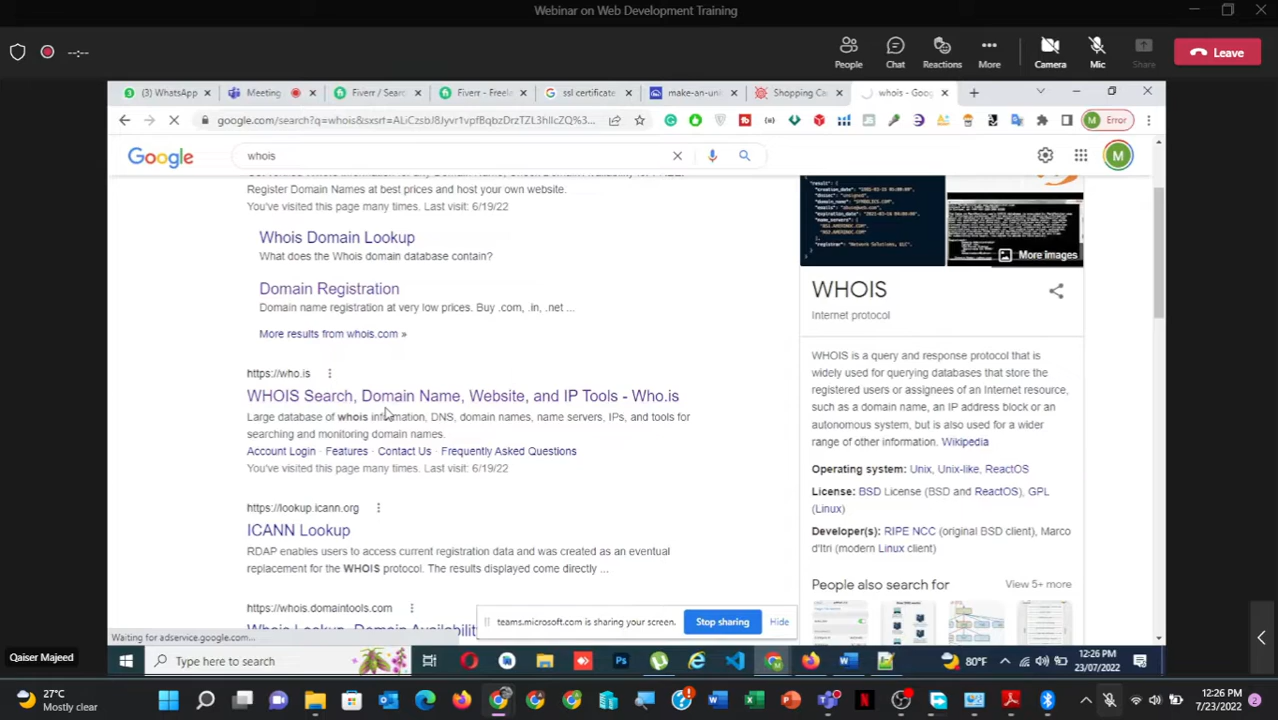 Webinar on Web Development Training
--:--
People
Chat
Reactions
More
Camera
Mic
Share
Leave
(3) WhatsApp
Meeting
Fiverr / Searc
Fiverr - Freela
ssl certificate
make-an-uni
Shopping Ca
whois - Goog
google.com/search?q=whois&sxsrf=ALiCzsbJ8Jyvr1vpfBqbzDrzTZL3hIlcZQ%3...
M Error
Google
whois
M
Register Domain Names at best prices and host your own website.
You've visited this page many times. Last visit: 6/19/22
Whois Domain Lookup
What does the Whois domain database contain?
Domain Registration
Domain name registration at very low prices. Buy .com, .in, .net ...
More results from whois.com »
https://who.is
WHOIS Search, Domain Name, Website, and IP Tools - Who.is
Large database of whois information, DNS, domain names, name servers, IPs, and tools for
searching and monitoring domain names.
Account Login · Features · Contact Us · Frequently Asked Questions
You've visited this page many times. Last visit: 6/19/22
https://lookup.icann.org
ICANN Lookup
RDAP enables users to access current registration data and was created as an eventual
replacement for the WHOIS protocol. The results displayed come directly ...
https://whois.domaintools.com
Whois Lookup, Domain Availabilit
More images
WHOIS
Internet protocol
WHOIS is a query and response protocol that is
widely used for querying databases that store the
registered users or assignees of an Internet resource,
such as a domain name, an IP address block or an
autonomous system, but is also used for a wider
range of other information. Wikipedia
Operating system: Unix, Unix-like, ReactOS
License: BSD License (BSD and ReactOS), GPL
(Linux)
Developer(s): RIPE NCC (original BSD client), Marco
d'Itri (modern Linux client)
People also search for
View 5+ more
teams.microsoft.com is sharing your screen.
Stop sharing
Hide
Waiting for adservice.google.com...
Qaiser Majeed
Type here to search
80°F
12:26 PM
23/07/2022
27°C
Mostly clear
12:26 PM
7/23/2022
2